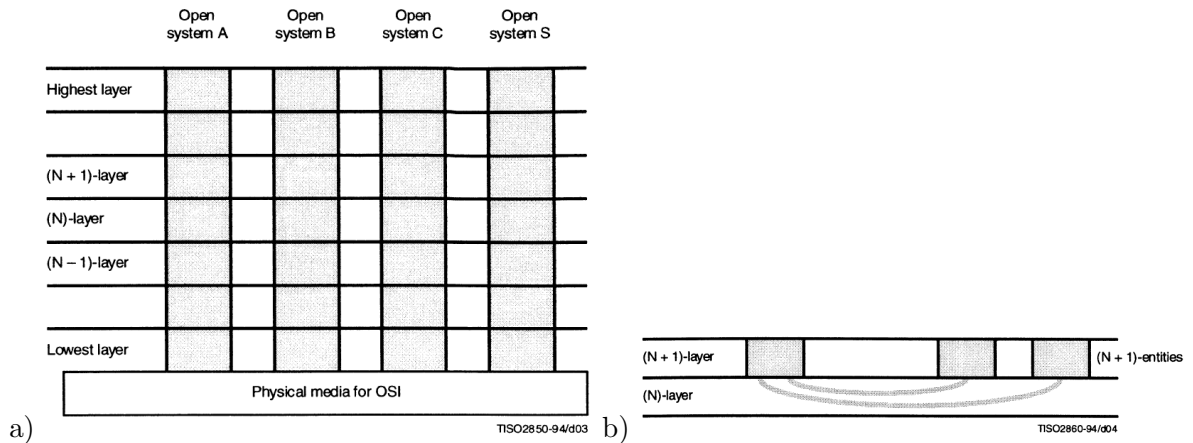 Open system A
Open system B
Open system C
Open system S
Highest layer
(N + 1)-layer
(N)-layer
(N – 1)-layer
Lowest layer
Physical media for OSI
TISO2850-94/d03
a)
(N + 1)-layer
(N + 1)-entities
(N)-layer
TISO2860-94/d04
b)